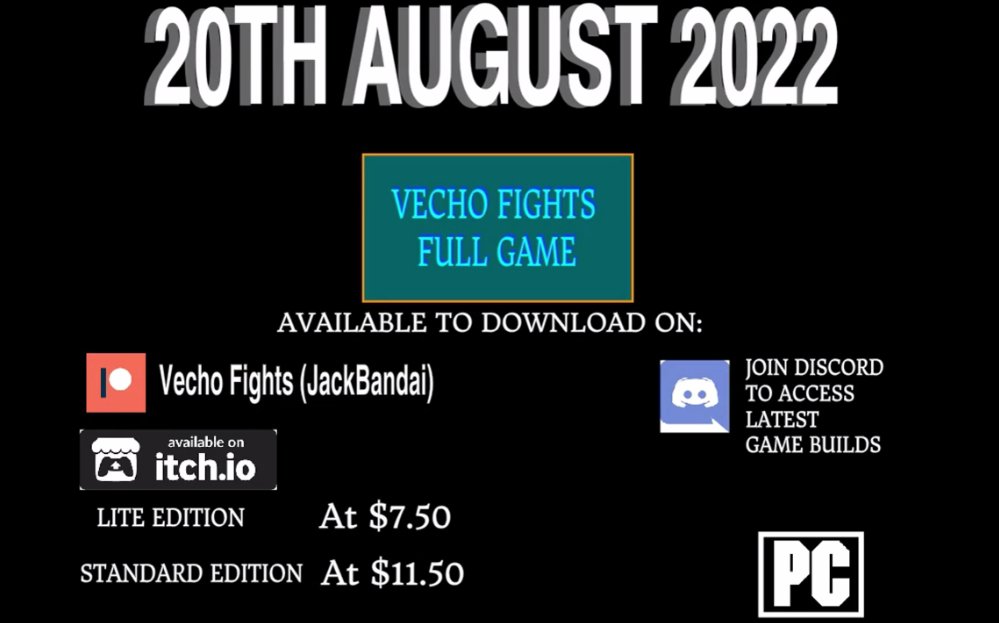 20TH AUGUST 2022
VECHO FIGHTS
FULL GAME
AVAILABLE TO DOWNLOAD ON:
Vecho Fights (JackBandai)
available on
itch.io
LITE EDITION At $7.50
STANDARD EDITION At $11.50
JOIN DISCORD
TO ACCESS
LATEST
GAME BUILDS
PC